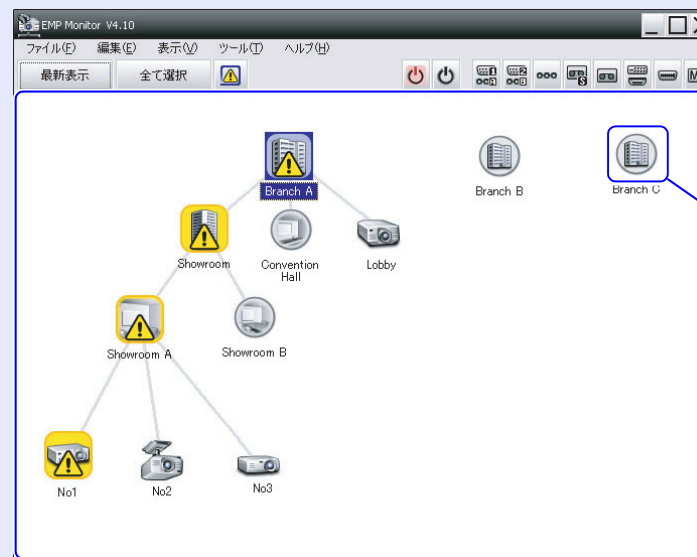 EMP Monitor V4.10
ファイル(F) 編集(E) 表示(V) ツール(T) ヘルプ(H)
最新表示 全て選択
Branch A
Branch B
Branch C
Showroom
Convention
Hall
Lobby
Showroom A
Showroom B
No1
No2
No3